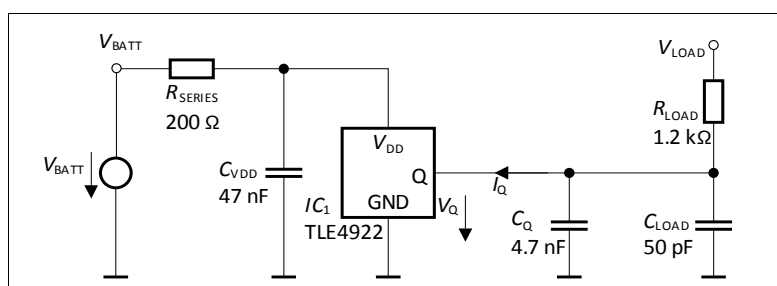 VBATT
RSERIES
200 Ω
VBATT
CVDD
47 nF
VDD
Q
GND
IC1
TLE4922
VQ
IQ
CQ
4.7 nF
VLOAD
RLOAD
1.2 kΩ
CLOAD
50 pF